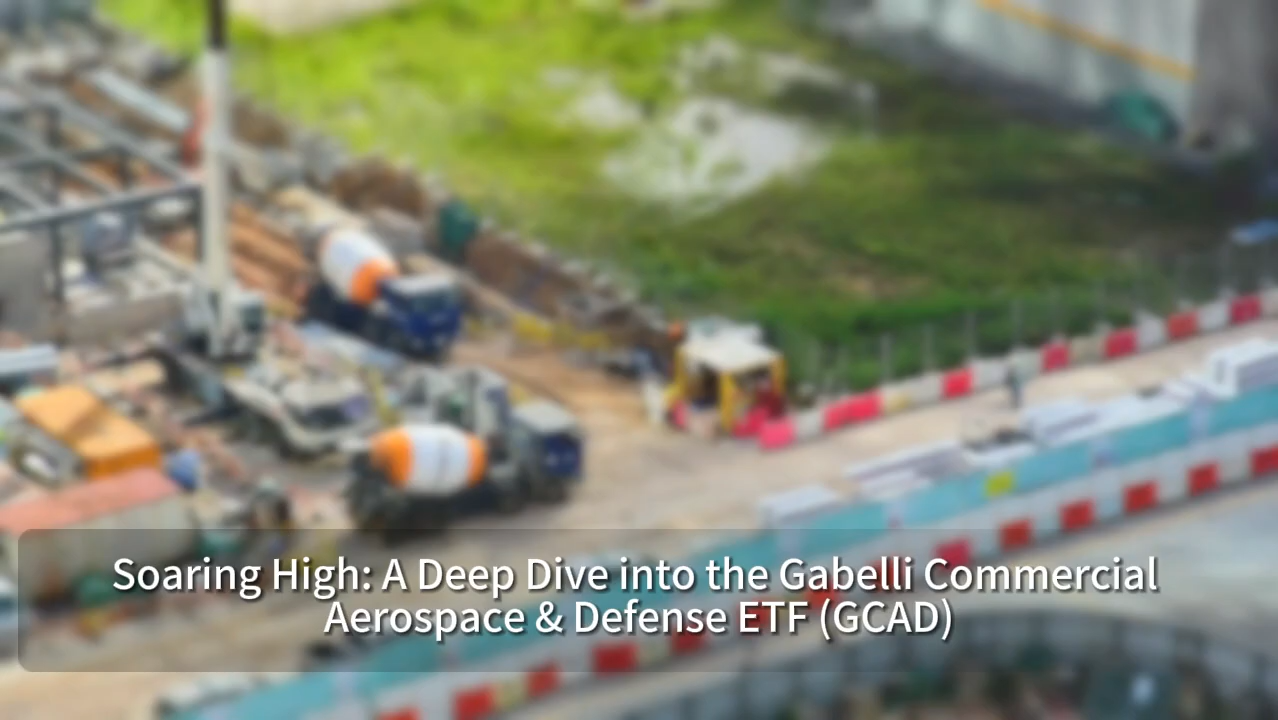 Soaring High: A Deep Dive into the Gabelli Commercial
Aerospace & Defense ETF (GCAD)